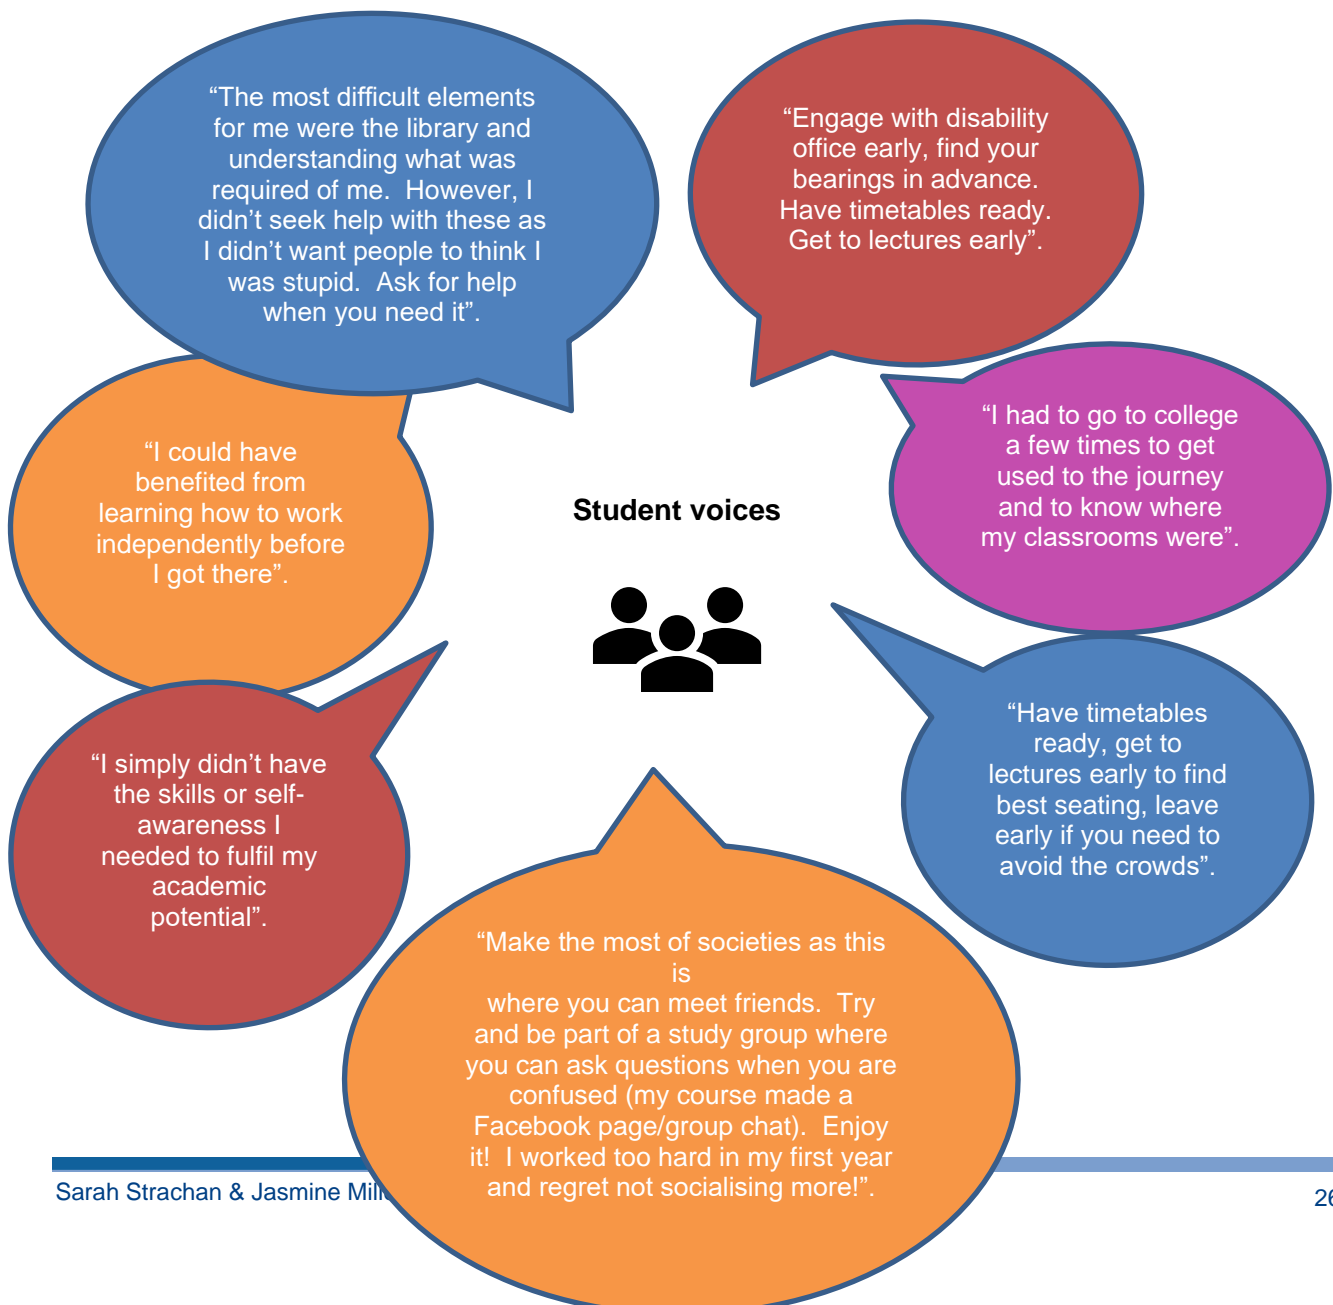 “The most difficult elements
for me were the library and
understanding what was
required of me.  However, I
didn’t seek help with these as
I didn’t want people to think I
was stupid.  Ask for help
when you need it”.
“Engage with disability
office early, find your
bearings in advance.
Have timetables ready.
Get to lectures early”.
“I could have
benefited from
learning how to work
independently before
I got there”.
Student voices
“I had to go to college
a few times to get
used to the journey
and to know where
my classrooms were”.
“I simply didn’t have
the skills or self-
awareness I
needed to fulfil my
academic
potential”.
“Have timetables
ready, get to
lectures early to find
best seating, leave
early if you need to
avoid the crowds”.
“Make the most of societies as this
is
where you can meet friends.  Try
and be part of a study group where
you can ask questions when you are
confused (my course made a
Facebook page/group chat).  Enjoy
it!  I worked too hard in my first year
and regret not socialising more!”.
Sarah Strachan & Jasmine
26